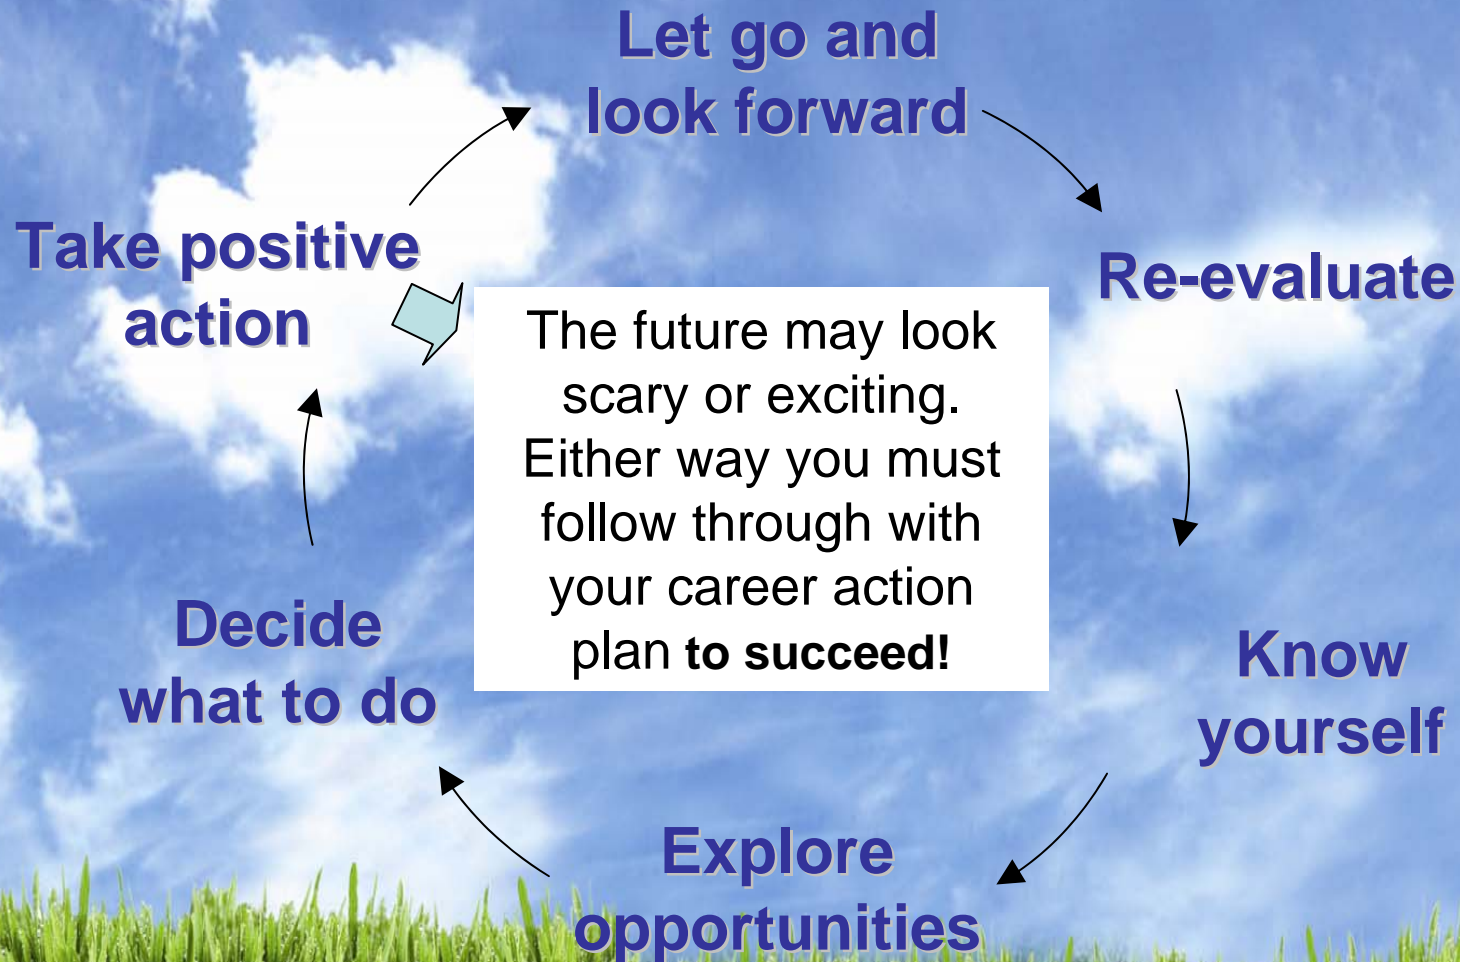 Let go and
look forward
Re-evaluate
Know
yourself
Explore
opportunities
Decide
what to do
Take positive
action
The future may look
scary or exciting.
Either way you must
follow through with
your career action
plan to succeed!